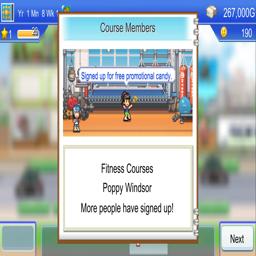 Yr 1 Mn 8 Wk
267,000G
190
Course Members
Signed up for free promotional candy.
Fitness Courses
Poppy Windsor
More people have signed up!
Next